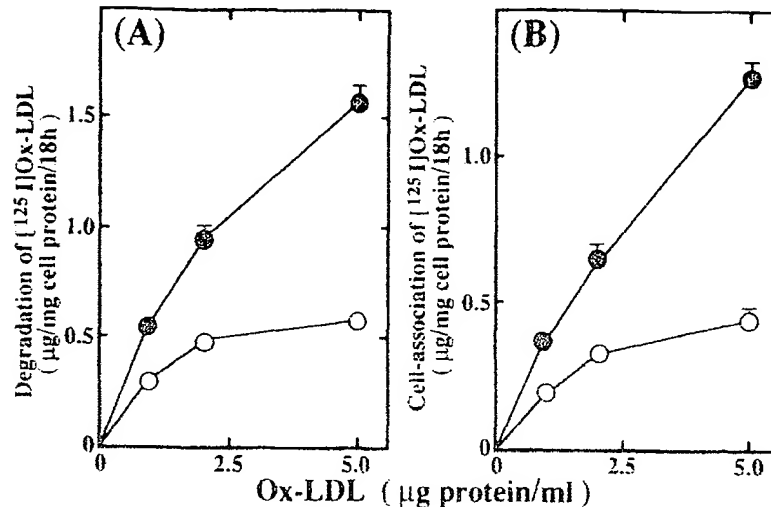 (A)
Degradation of [125 I]Ox-LDL
( µg/mg cell protein/18h)
1.5
1.0
0.5
0
0
2.5
5.0
(B)
Cell-association of [125 I]Ox-LDL
( µg/mg cell protein/18h)
1.0
0.5
0
0
2.5
5.0
Ox-LDL ( µg protein/ml )